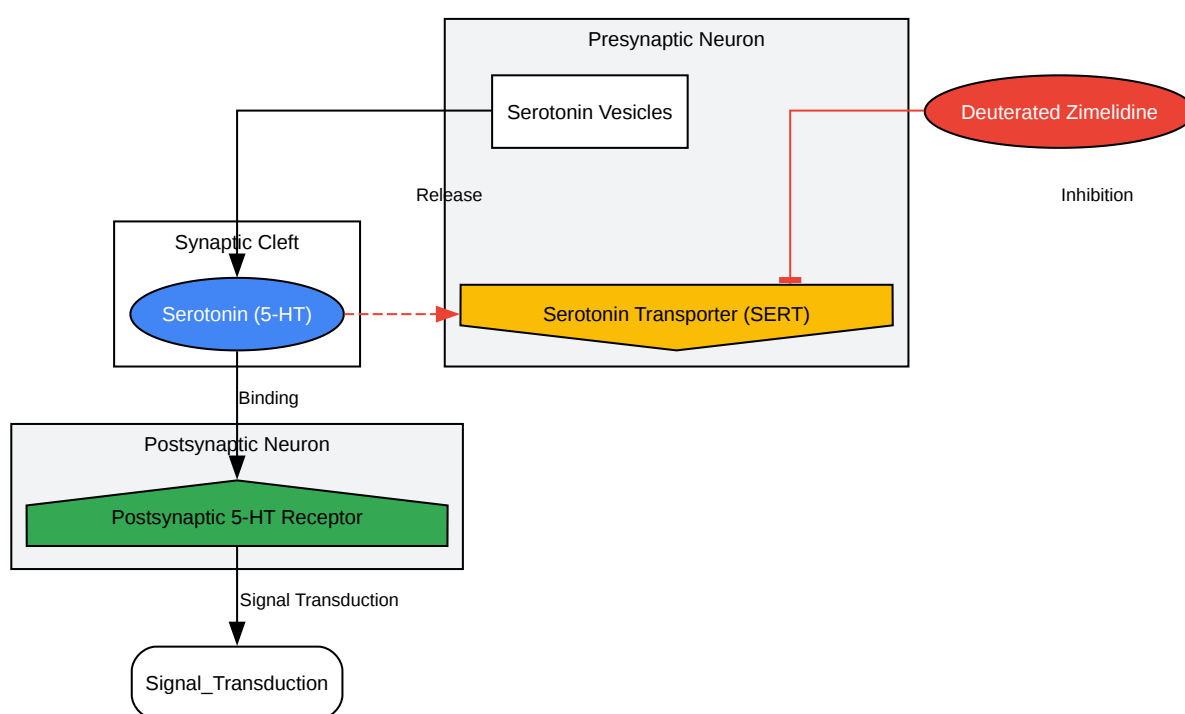 Presynaptic Neuron
Serotonin Vesicles
Deuterated Zimelidine
Release
Inhibition
Synaptic Cleft
Serotonin (5-HT)
Serotonin Transporter (SERT)
Binding
Postsynaptic Neuron
Postsynaptic 5-HT Receptor
Signal Transduction
Signal_Transduction